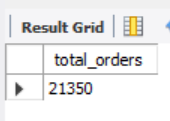 Result Grid
total_orders
21350